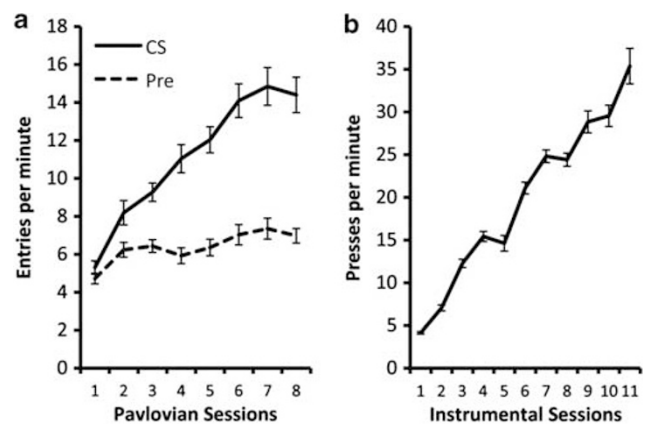 a
18
16
14
12
10
8
6
4
2
0
Entries per minute
CS
Pre
1 2 3 4 5 6 7 8
Pavlovian Sessions
b
40
35
30
25
20
15
10
5
0
Presses per minute
1 2 3 4 5 6 7 8 9 10 11
Instrumental Sessions